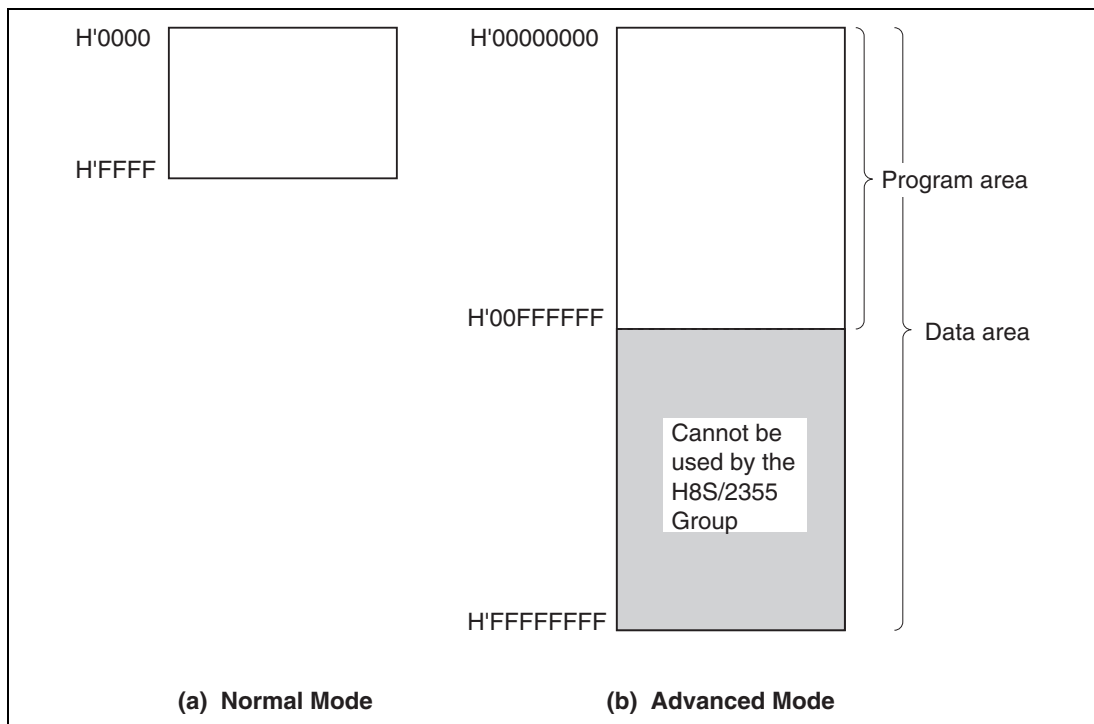 H'0000
H'FFFF
(a) Normal Mode
H'00000000
H'00FFFFFF
H'FFFFFFFF
Cannot be
used by the
H8S/2355
Group
Program area
Data area
(b) Advanced Mode